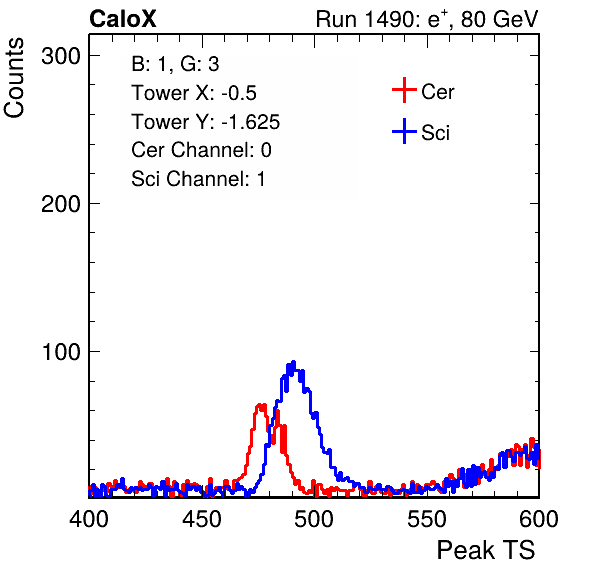 CaloX Run 1490: e⁺, 80 GeV
Counts
300
200
100
B: 1, G: 3
Tower X: -0.5
Tower Y: -1.625
Cer Channel: 0
Sci Channel: 1
Cer
Sci
400 450 500 550 600
Peak TS